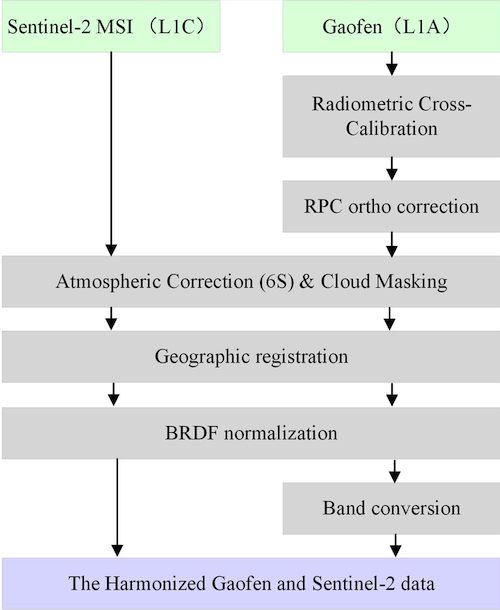 Sentinel-2 MSI （L1C）
Gaofen（L1A）
Radiometric Cross-
Calibration
RPC ortho correction
Atmospheric Correction (6S) & Cloud Masking
Geographic registration
BRDF normalization
Band conversion
The Harmonized Gaofen and Sentinel-2 data